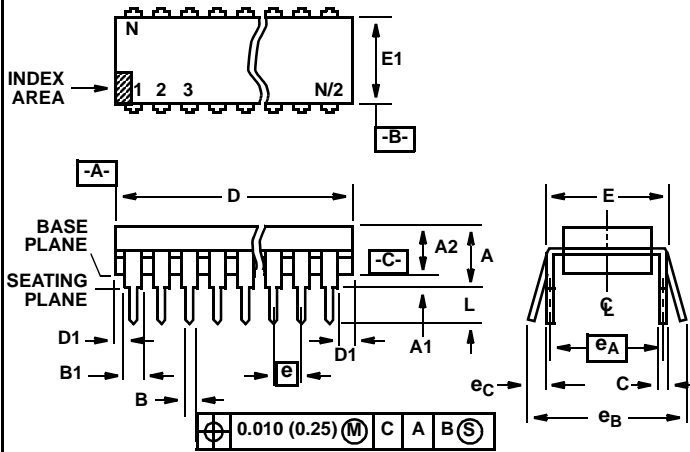 N
E1
INDEX
AREA
1 2 3 N/2
-B-
-A-
D
E
BASE
PLANE
A2
A
-C-
SEATING
PLANE
L
℄
D1
A1
D1
eA
B1
e
eC
C
B
eB
⌖ 0.010 (0.25) Ⓜ C A B Ⓢ